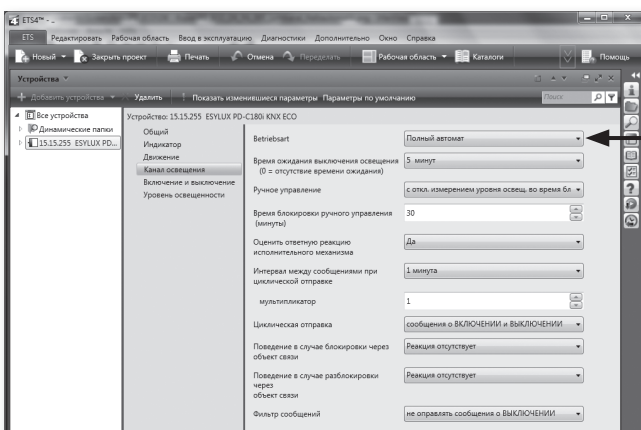 ETS4™ - ..
ETS Редактировать Рабочая область Ввод в эксплуатацию Диагностики Дополнительно Окно Справка
Новый Закрыть проект Печать Отмена Переделать Рабочая область Каталоги Помощь
Устройства
Добавить устройства Удалить Показать изменившиеся параметры Параметры по умолчанию Поиск
Все устройства
Динамические папки
15.15.255 ESYLUX PD...
Устройство: 15.15.255 ESYLUX PD-C180i KNX ECO
Общий
Индикатор
Движение
Канал освещения
Включение и выключение
Уровень освещенности
Betriebsart Полный автомат
Время ожидания выключения освещения 5 минут
(0 = отсутствие времени ожидания)
Ручное управление с откл. измерением уровня освещ. во время бл
Время блокировки ручного управления 30
(минуты)
Оценить ответную реакцию Да
исполнительного механизма
Интервал между сообщениями при 1 минута
циклической отправке
мультипликатор 1
Циклическая отправка сообщения о ВКЛЮЧЕНИИ и ВЫКЛЮЧЕНИИ
Поведение в случае блокировки через Реакция отсутствует
объект связи
Поведение в случае разблокировки Реакция отсутствует
через
объект связи
Фильтр сообщений не оправлять сообщения о ВЫКЛЮЧЕНИИ